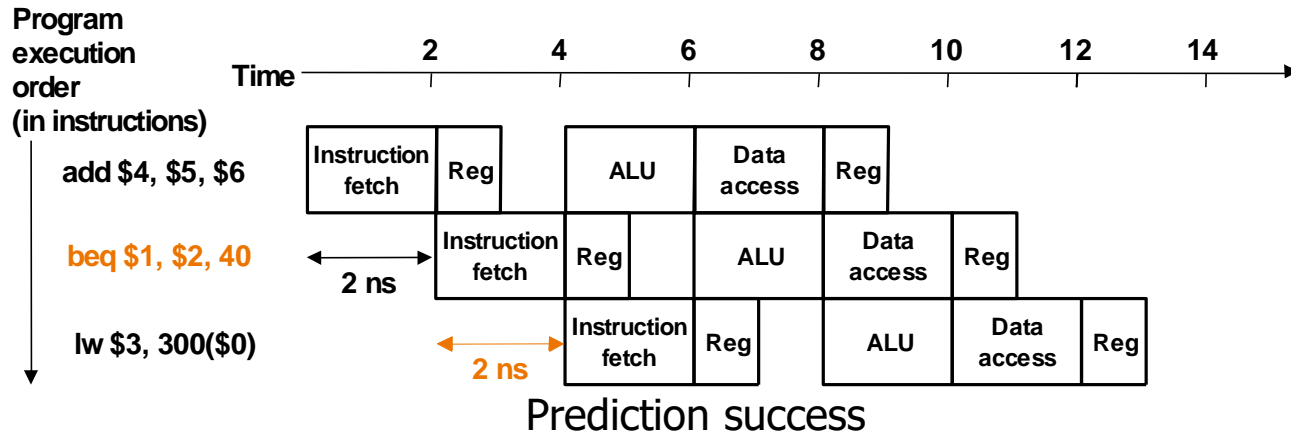 Program
execution
order
(in instructions)
Time
2 4 6 8 10 12 14
add $4, $5, $6
Instruction
fetch
Reg
ALU
Data
access
Reg
beq $1, $2, 40
2 ns
Instruction
fetch
Reg
ALU
Data
access
Reg
lw $3, 300($0)
2 ns
Instruction
fetch
Reg
ALU
Data
access
Reg
Prediction success